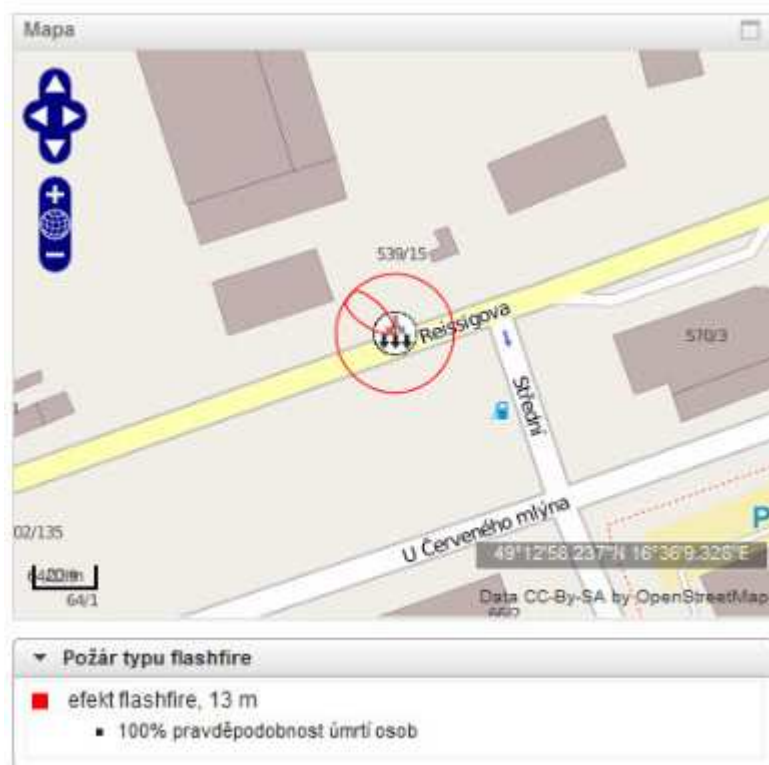 Mapa
539/15
Reissigova
570/3
Střední
02/135
U Červeného mlýna
P
64/1
49°12'58.237"N 16°36'9.326"E
Data CC-By-SA by OpenStreetMap
Požár typu flashfire
efekt flashfire, 13 m
100% pravděpodobnost úmrtí osob